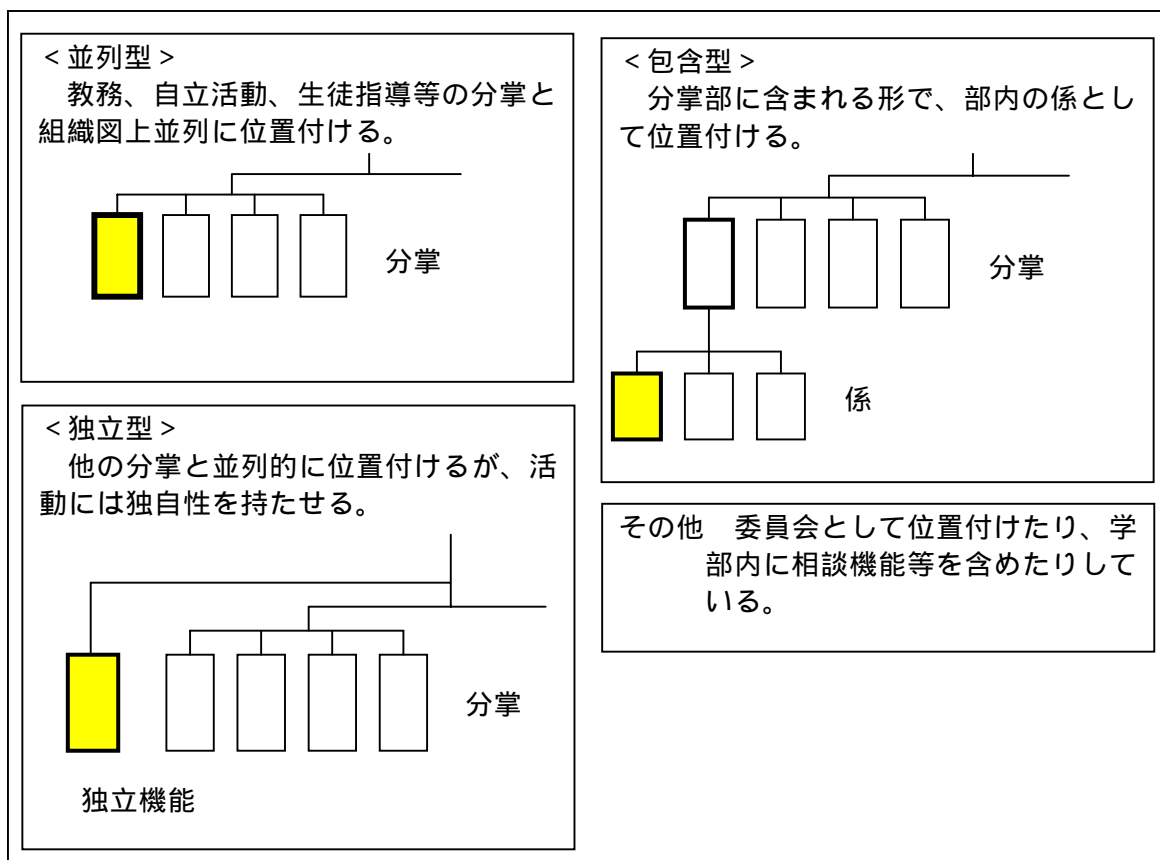 ＜並列型＞
教務、自立活動、生徒指導等の分掌と
組織図上並列に位置付ける。
分掌
＜独立型＞
他の分掌と並列的に位置付けるが、活
動には独自性を持たせる。
分掌
独立機能
＜包含型＞
分掌部に含まれる形で、部内の係とし
て位置付ける。
分掌
係
その他　委員会として位置付けたり、学
部内に相談機能等を含めたりして
いる。